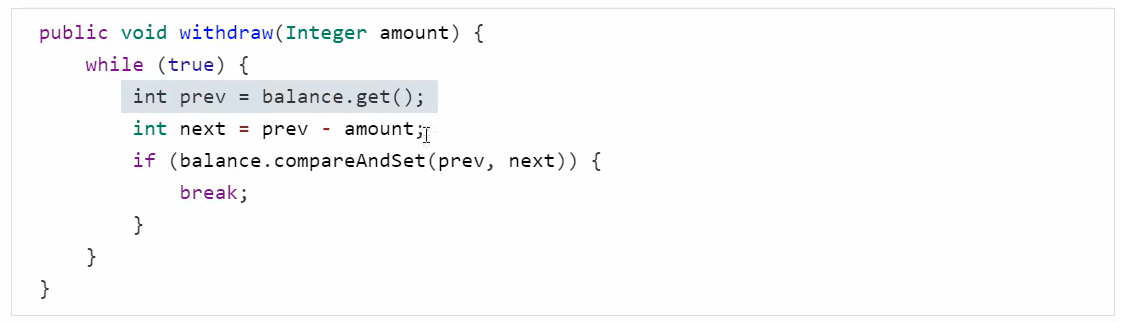 public void withdraw(Integer amount) {
while (true) {
int prev = balance.get();
int next = prev - amount;
if (balance.compareAndSet(prev, next)) {
break;
}
}
}